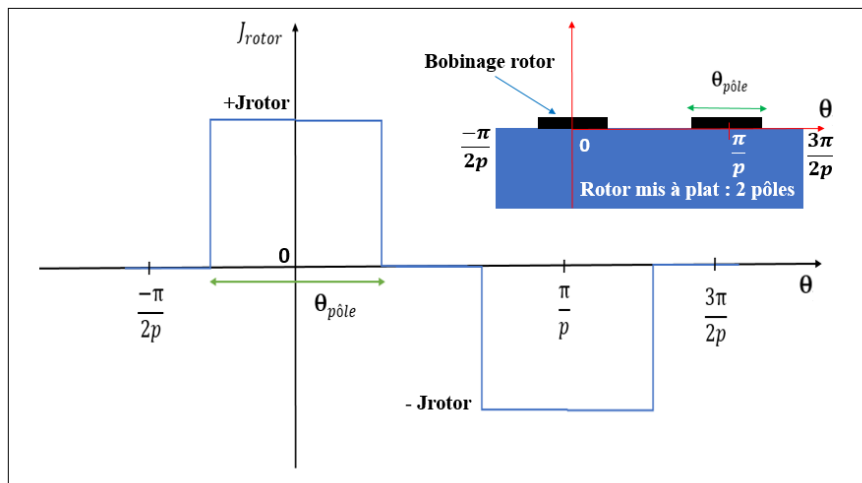 J_rotor
Bobinage rotor
θ_pôle
+Jrotor
θ
−π/2p
0
π/p
3π/2p
Rotor mis à plat : 2 pôles
0
−π/2p
θ_pôle
π/p
3π/2p
θ
- Jrotor